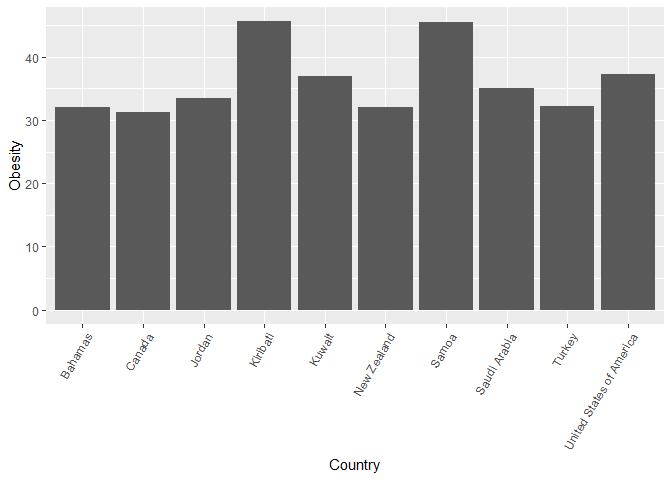 Obesity
40
30
20
10
0
Bahamas
Canada
Jordan
Kiribati
Kuwait
New Zealand
Samoa
Saudi Arabia
Turkey
United States of America
Country